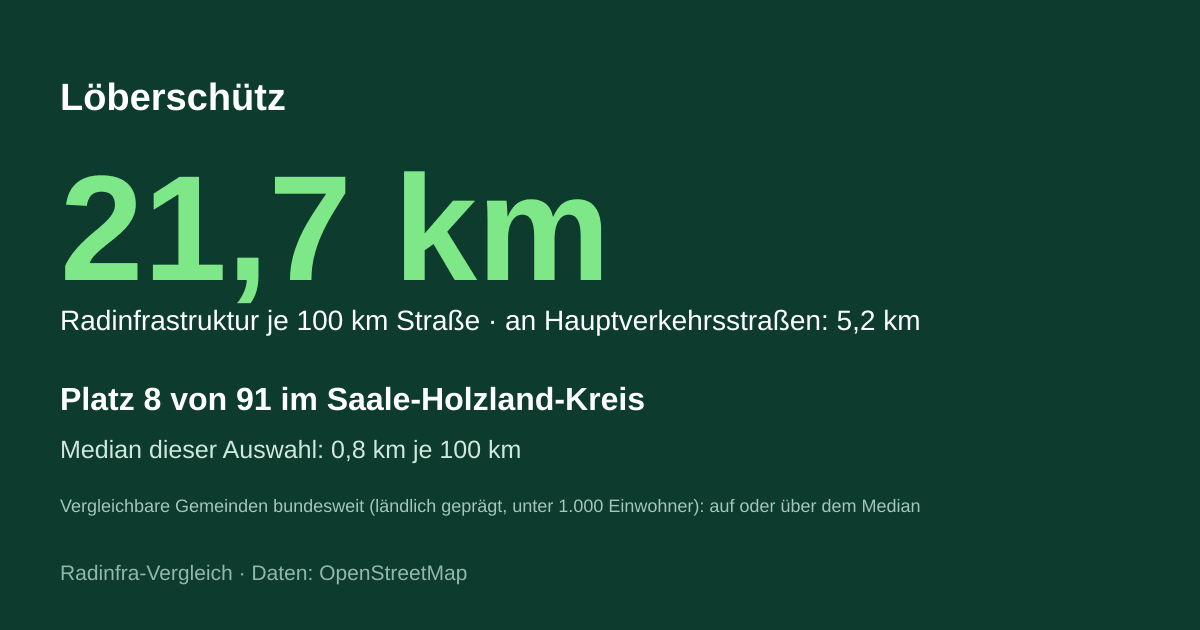 Löberschütz
21,7 km
Radinfrastruktur je 100 km Straße · an Hauptverkehrsstraßen: 5,2 km
Platz 8 von 91 im Saale-Holzland-Kreis
Median dieser Auswahl: 0,8 km je 100 km
Vergleichbare Gemeinden bundesweit (ländlich geprägt, unter 1.000 Einwohner): auf oder über dem Median
Radinfra-Vergleich · Daten: OpenStreetMap